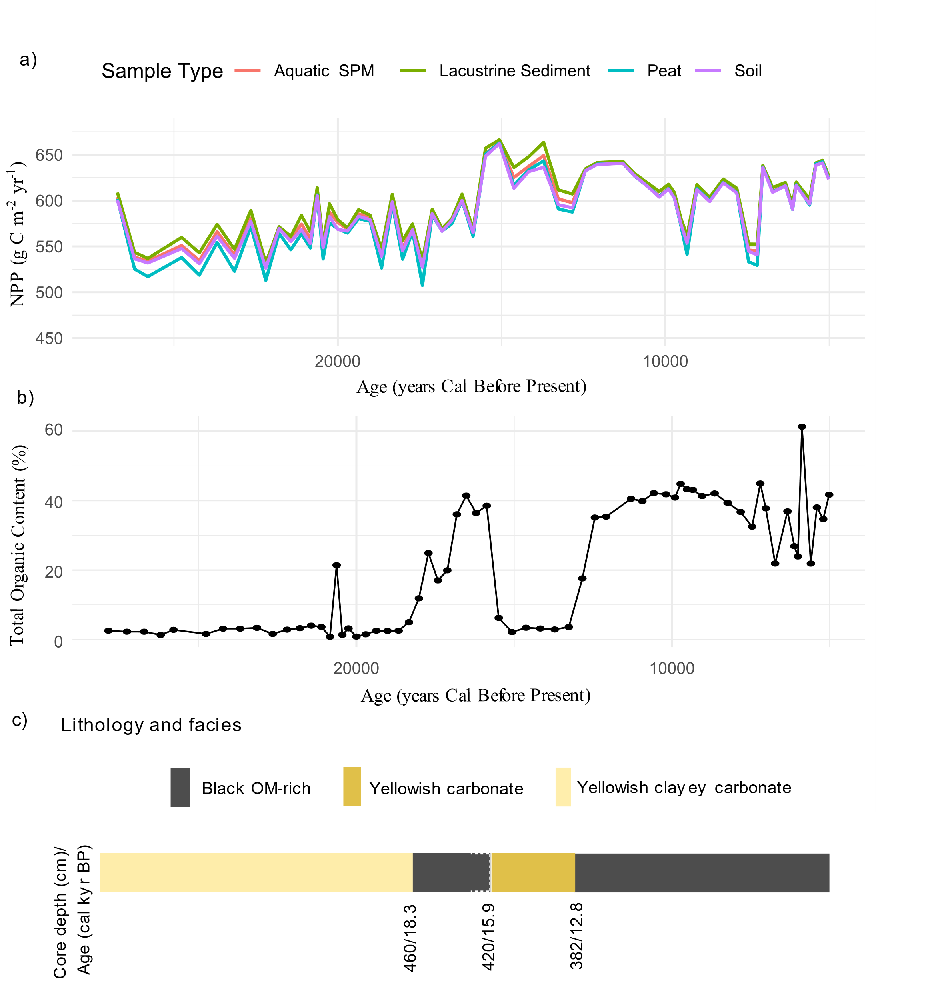 a)
Sample Type Aquatic SPM Lacustrine Sediment Peat Soil
650
600
550
500
450
NPP (g C m-2 yr-1)
20000 10000
Age (years Cal Before Present)
b)
60
40
20
0
Total Organic Content (%)
20000 10000
Age (years Cal Before Present)
c)
Lithology and facies
Black OM-rich Yellowish carbonate Yellowish clayey carbonate
Core depth (cm)/
Age (cal kyr BP)
460/18.3
420/15.9
382/12.8